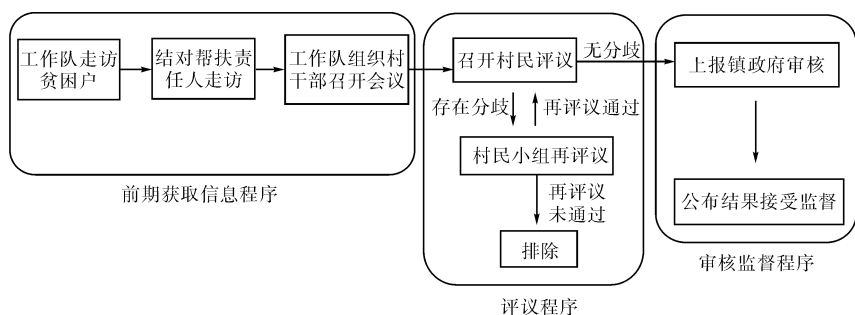 工作队走访
贫困户
结对帮扶责
任人走访
工作队组织村
干部召开会议
前期获取信息程序
召开村民评议
无分歧
存在分歧
再评议通过
村民小组再评议
再评议
未通过
排除
评议程序
上报镇政府审核
公布结果接受监督
审核监督程序